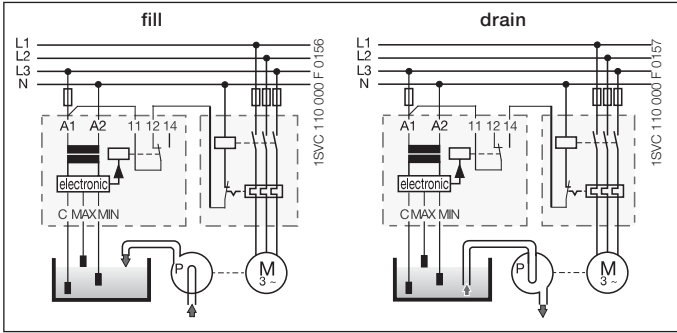 fill
drain
L1
L2
L3
N
A1 A2 11 12 14
electronic
C MAX MIN
P
M
3 ~
1SVC 110 000 F 0156
L1
L2
L3
N
A1 A2 11 12 14
electronic
C MAX MIN
P
M
3 ~
1SVC 110 000 F 0157